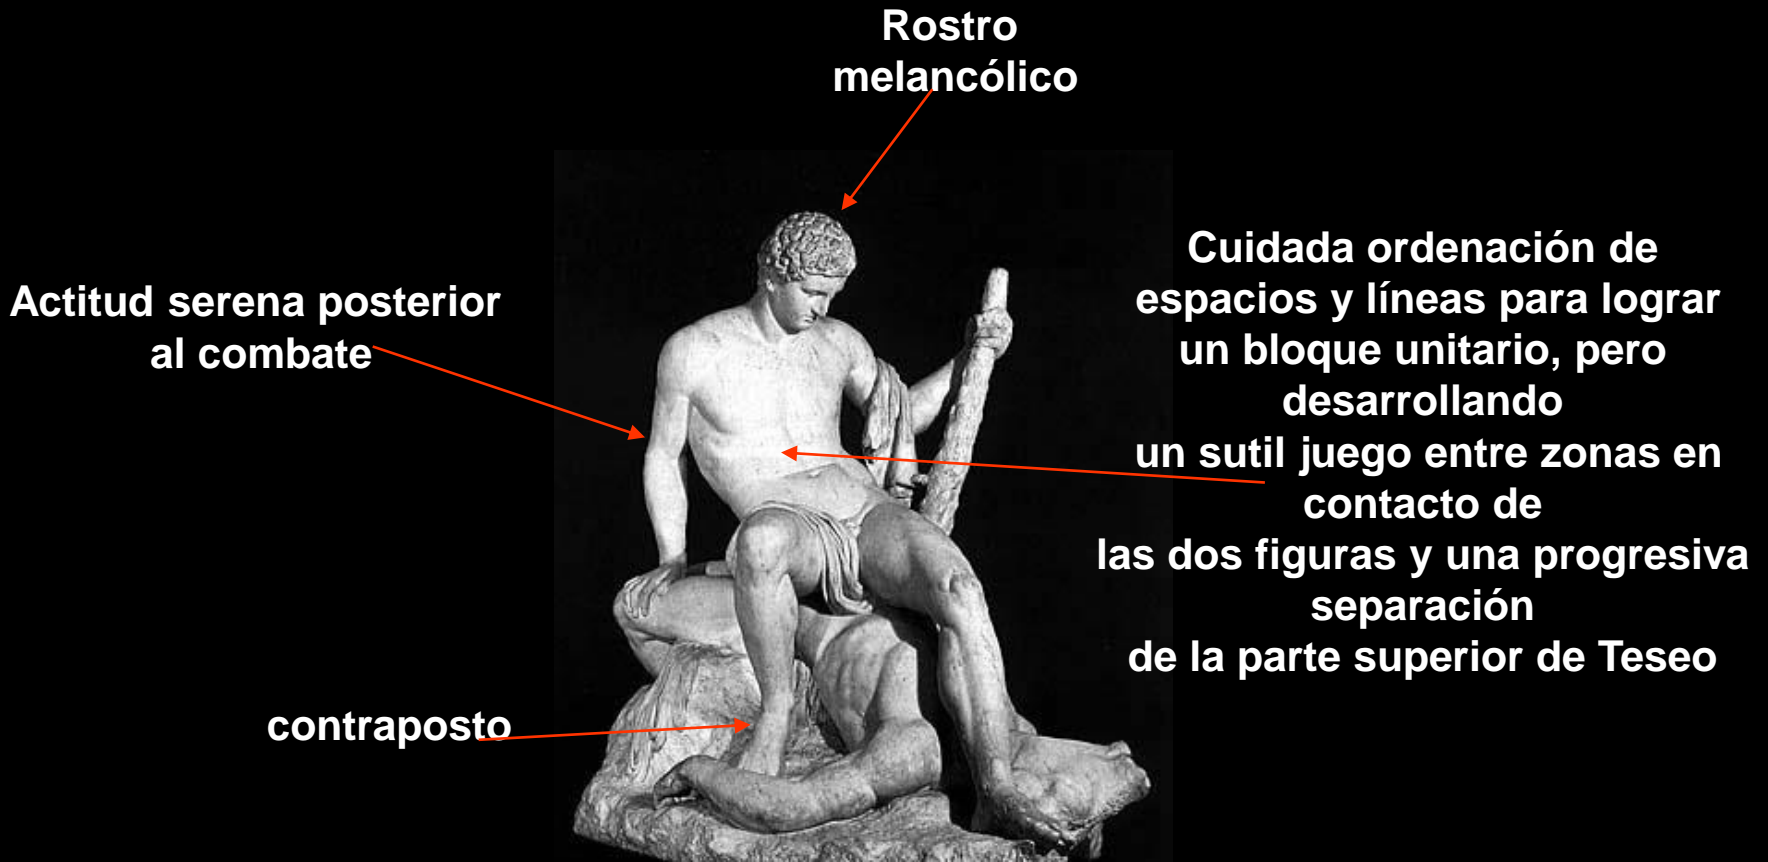 Rostro
melancólico
Actitud serena posterior
al combate
Cuidada ordenación de
espacios y líneas para lograr
un bloque unitario, pero
desarrollando
un sutil juego entre zonas en
contacto de
las dos figuras y una progresiva
separación
de la parte superior de Teseo
contraposto